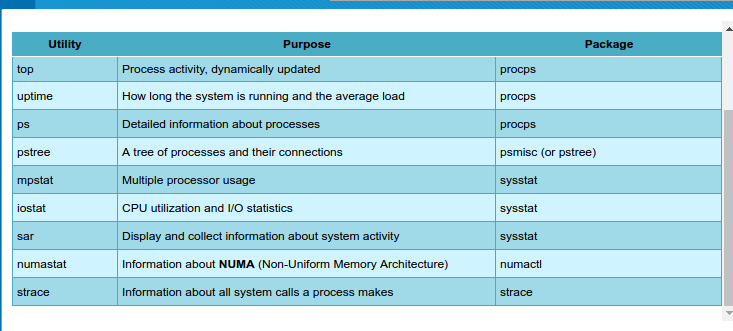 Utility Purpose Package
top Process activity, dynamically updated procps
uptime How long the system is running and the average load procps
ps Detailed information about processes procps
pstree A tree of processes and their connections psmisc (or pstree)
mpstat Multiple processor usage sysstat
iostat CPU utilization and I/O statistics sysstat
sar Display and collect information about system activity sysstat
numastat Information about NUMA (Non-Uniform Memory Architecture) numactl
strace Information about all system calls a process makes strace